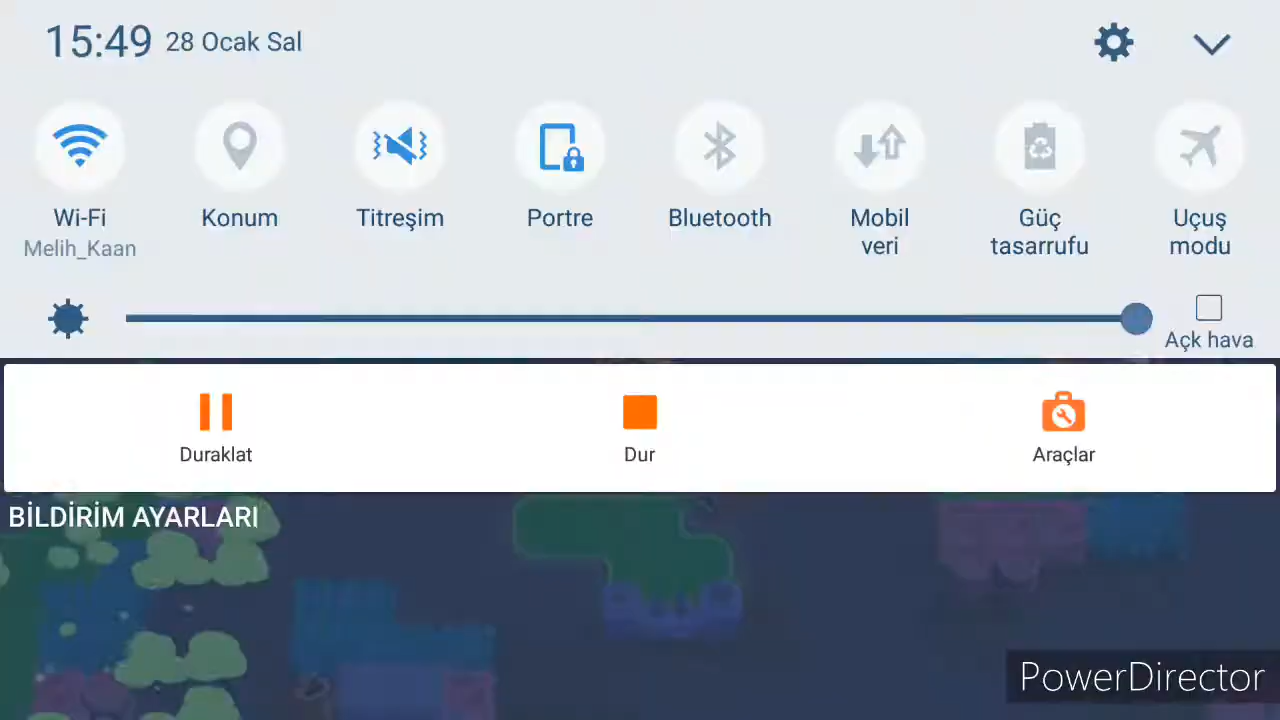 15:49 28 Ocak Sal
Wi-Fi
Melih_Kaan
Konum
Titreşim
Portre
Bluetooth
Mobil
veri
Güç
tasarrufu
Uçuş
modu
Açk hava
Duraklat
Dur
Araçlar
BİLDİRİM AYARLARI
PowerDirector